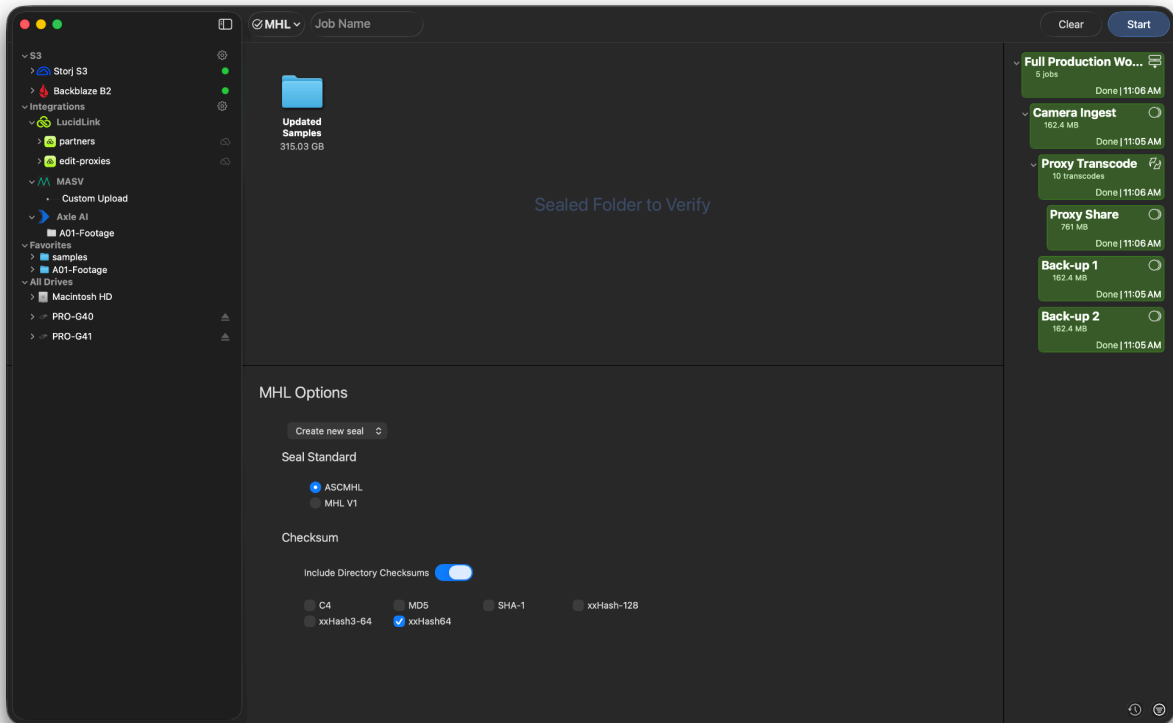 MHL
Job Name
Clear
Start
S3
Storj S3
Backblaze B2
Integrations
LucidLink
partners
edit-proxies
MASV
Custom Upload
Axle AI
A01-Footage
Favorites
samples
A01-Footage
All Drives
Macintosh HD
PRO-G40
PRO-G41
Updated
Samples
315.03 GB
Sealed Folder to Verify
MHL Options
Create new seal
Seal Standard
ASCMHL
MHL V1
Checksum
Include Directory Checksums
C4 MD5 SHA-1 xxHash-128
xxHash3-64 xxHash64
Full Production Wo...
5 jobs
Done | 11:06 AM
Camera Ingest
162.4 MB
Done | 11:05 AM
Proxy Transcode
10 transcodes
Done | 11:06 AM
Proxy Share
761 MB
Done | 11:06 AM
Back-up 1
162.4 MB
Done | 11:05 AM
Back-up 2
162.4 MB
Done | 11:05 AM